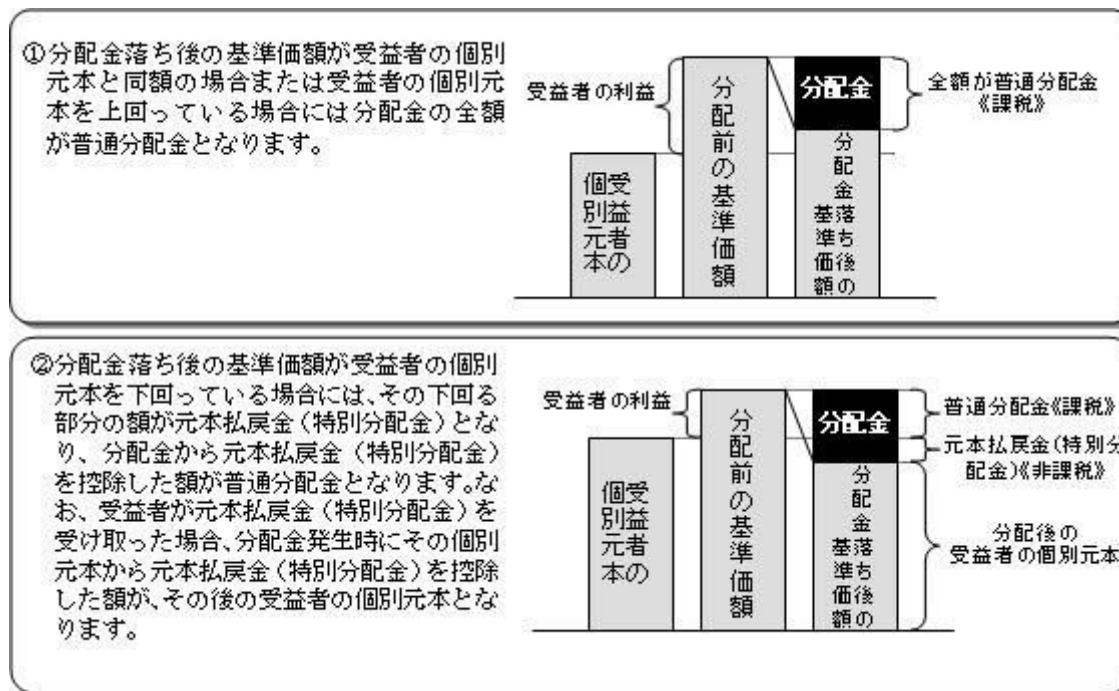 ①分配金落ち後の基準価額が受益者の個別
元本と同額の場合または受益者の個別元
本を上回っている場合には分配金の全額
が普通分配金となります。
受益者の利益
受益者の
個別元本
分配前の基準価額
分配金
分配金落ち後の
基準価額
全額が普通分配金
《課税》
②分配金落ち後の基準価額が受益者の個別
元本を下回っている場合には、その下回る
部分の額が元本払戻金(特別分配金)とな
り、分配金から元本払戻金(特別分配金)
を控除した額が普通分配金となります。な
お、受益者が元本払戻金(特別分配金)を
受け取った場合、分配金発生時にその個別
元本から元本払戻金(特別分配金)を控除
した額が、その後の受益者の個別元本とな
ります。
受益者の利益
受益者の
個別元本
分配前の基準価額
分配金
分配金落ち後の
基準価額
普通分配金《課税》
元本払戻金(特別分
配金)《非課税》
分配後の
受益者の個別元本